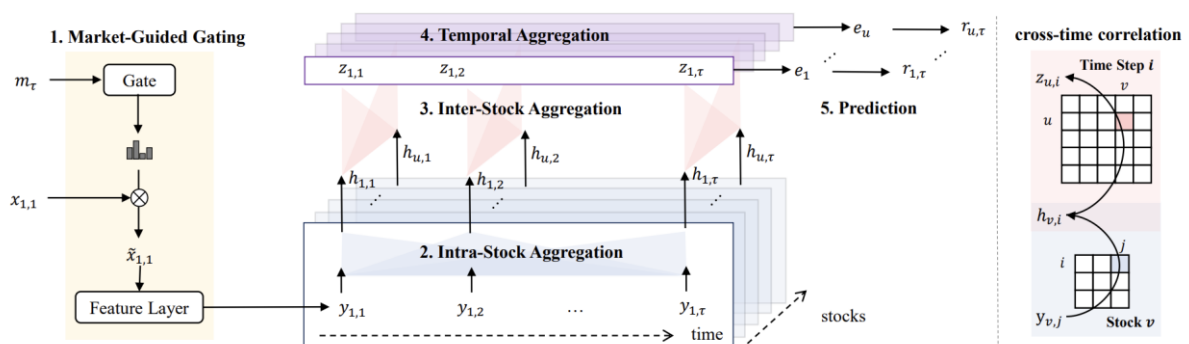 1. Market-Guided Gating
m_τ
Gate
x_{1,1}
x̃_{1,1}
Feature Layer
4. Temporal Aggregation
z_{1,1} z_{1,2} z_{1,τ}
e_u r_{u,τ}
e_1 r_{1,τ}
3. Inter-Stock Aggregation
5. Prediction
h_{u,1} h_{u,2} h_{u,τ}
h_{1,1} h_{1,2} h_{1,τ}
2. Intra-Stock Aggregation
y_{1,1} y_{1,2} ... y_{1,τ}
time
stocks
cross-time correlation
Time Step i
z_{u,i}
v
u
h_{v,i}
j
i
y_{v,j}
Stock v